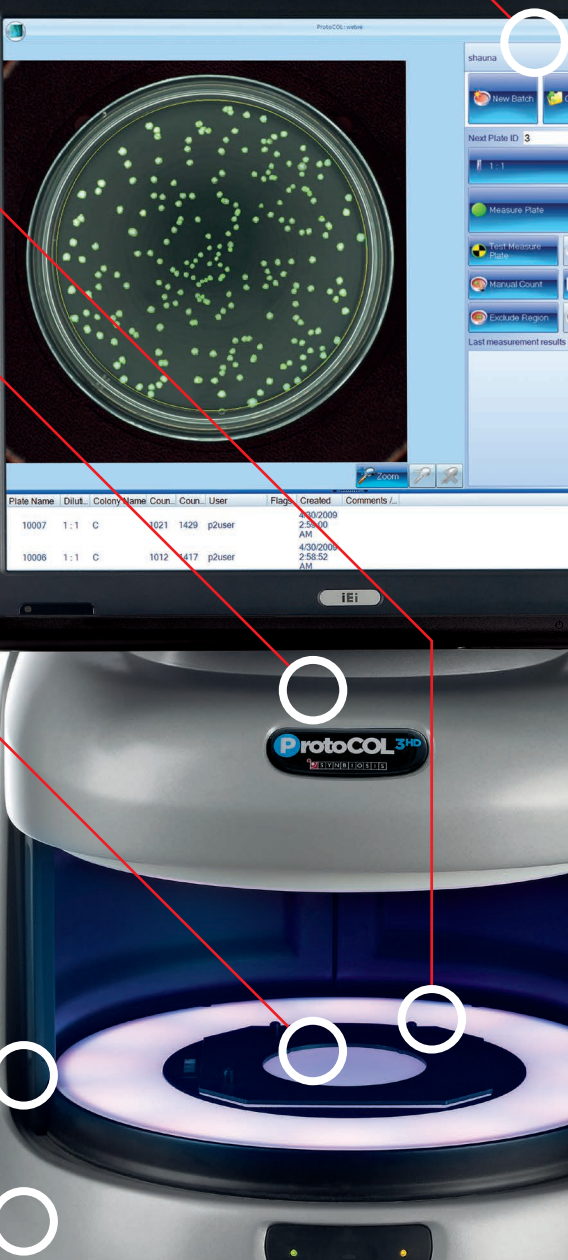 ProtoCOL: welve
shauna
New Batch
Next Plate ID 3
1:1
Measure Plate
Test Measure Plate
Manual Count
Exclude Region
Last measurement results
Zoom
Plate Name Diluti.. Colony Name Coun.. Coun.. User Flags Created Comments /..
10007 1:1 C 1021 1429 p2user 4/30/2009 2:59:00 AM
10006 1:1 C 1012 1417 p2user 4/30/2009 2:58:52 AM
iEi
ProtoCOL 3HD
SYNBIOSIS